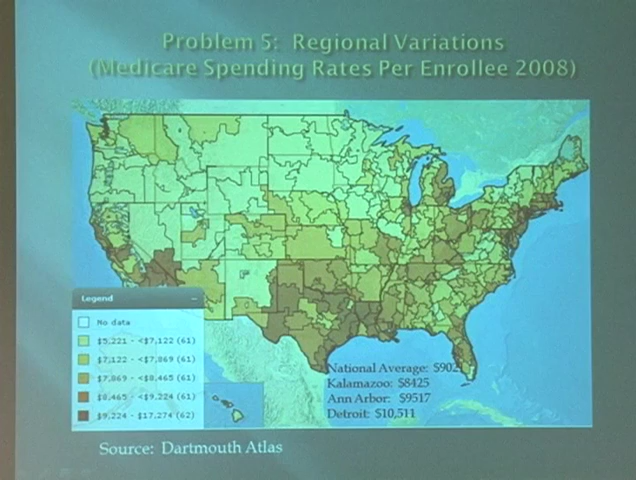 Problem 5: Regional Variations
(Medicare Spending Rates Per Enrollee 2008)
Legend
No data
$5,221 - <$7,122 (61)
$7,122 - <$7,869 (61)
$7,869 - <$8,465 (61)
$8,465 - <$9,224 (61)
$9,224 - $17,274 (62)
National Average:
Kalamazoo: $8425
Ann Arbor: $9517
Detroit: $10,511
Source: Dartmouth Atlas